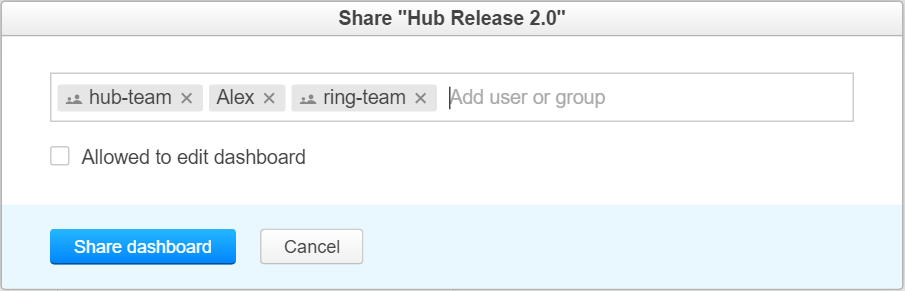 Share "Hub Release 2.0"
hub-team Alex ring-team Add user or group
Allowed to edit dashboard
Share dashboard Cancel